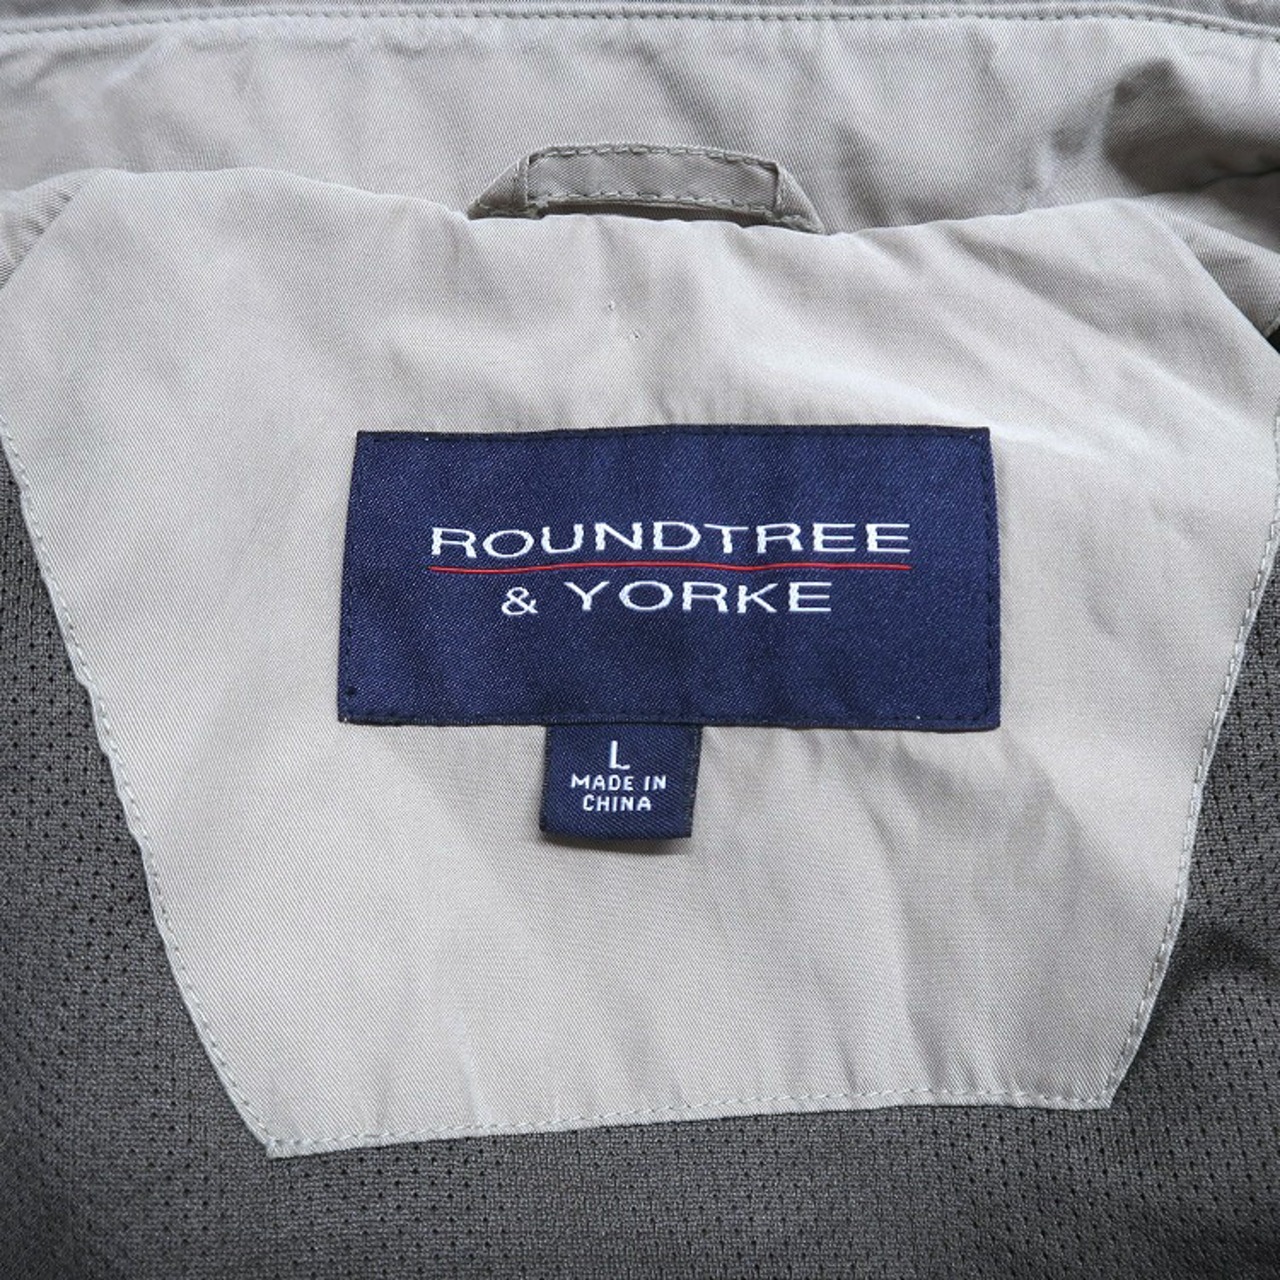 ROUNDTREE
& YORKE
L
MADE IN
CHINA